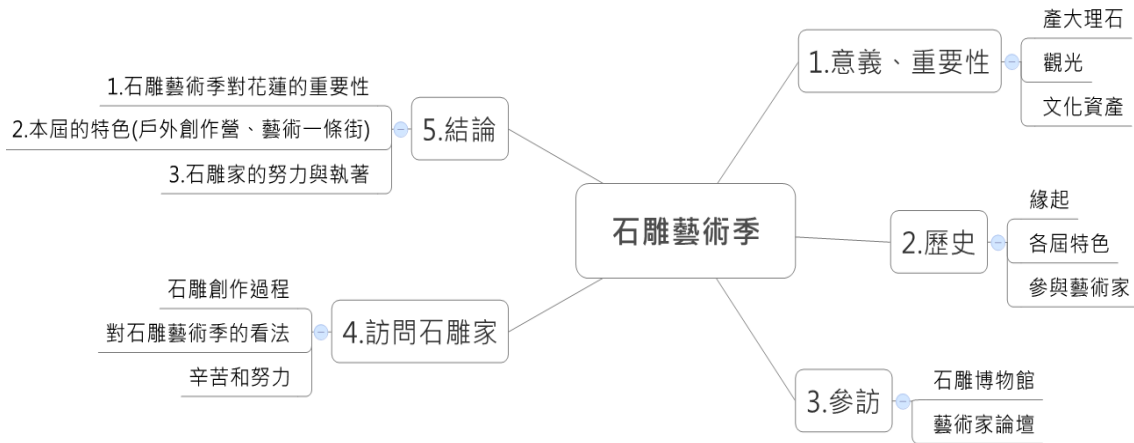 石雕藝術季
1.意義、重要性
產大理石
觀光
文化資產
2.歷史
緣起
各屆特色
參與藝術家
3.參訪
石雕博物館
藝術家論壇
4.訪問石雕家
石雕創作過程
對石雕藝術季的看法
辛苦和努力
5.結論
1.石雕藝術季對花蓮的重要性
2.本屆的特色(戶外創作營、藝術一條街)
3.石雕家的努力與執著